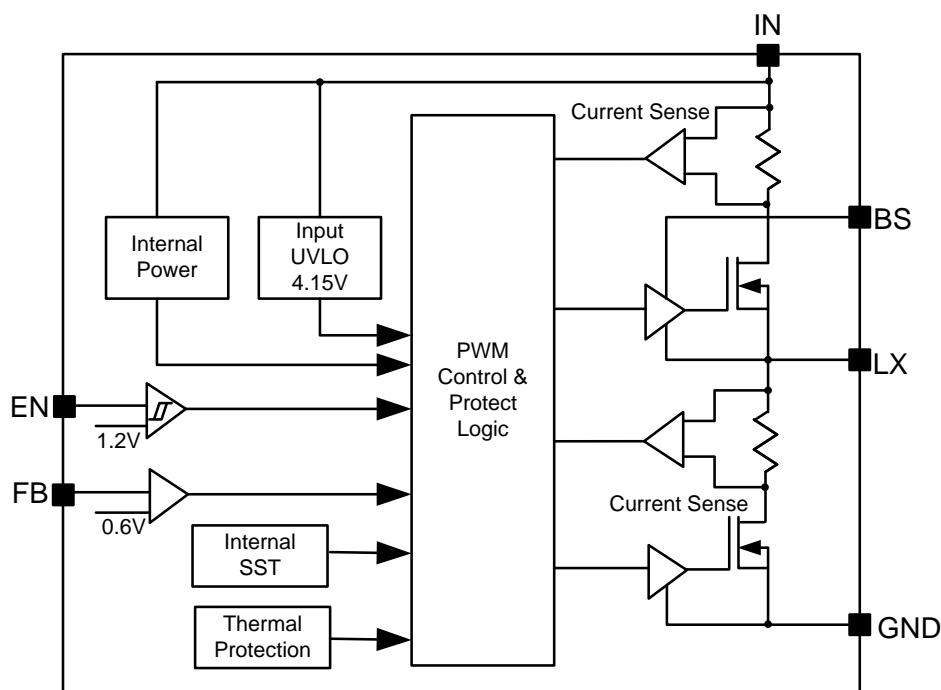 IN
Current Sense
BS
Internal
Power
Input
UVLO
4.15V
PWM
Control &
Protect
Logic
LX
EN
1.2V
FB
0.6V
Current Sense
Internal
SST
Thermal
Protection
GND